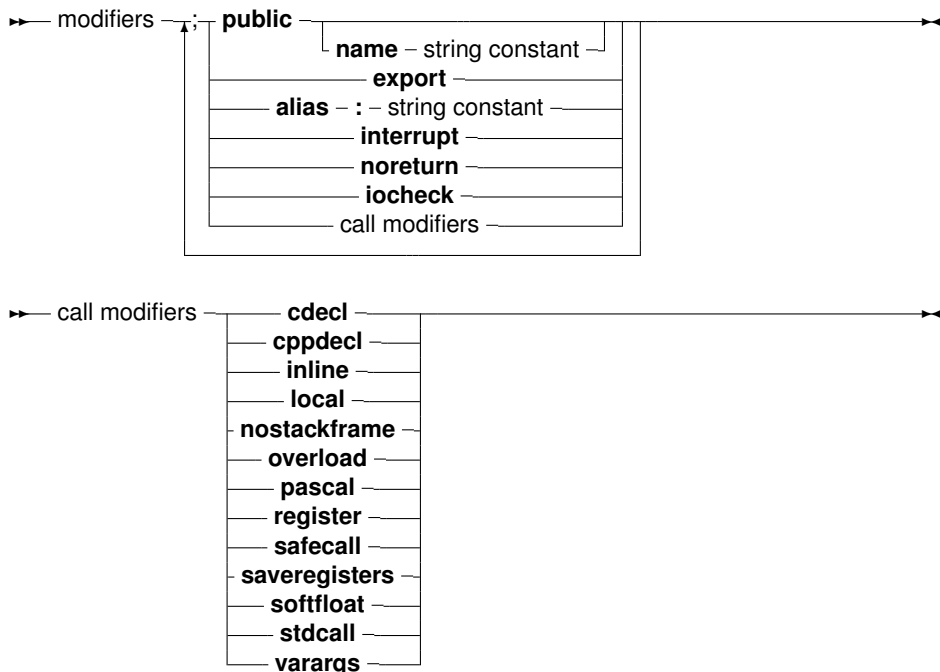 modifiers ; public
name string constant
export
alias : string constant
interrupt
noreturn
iocheck
call modifiers
call modifiers cdecl
cppdecl
inline
local
nostackframe
overload
pascal
register
safecall
saveregisters
softfloat
stdcall
varargs